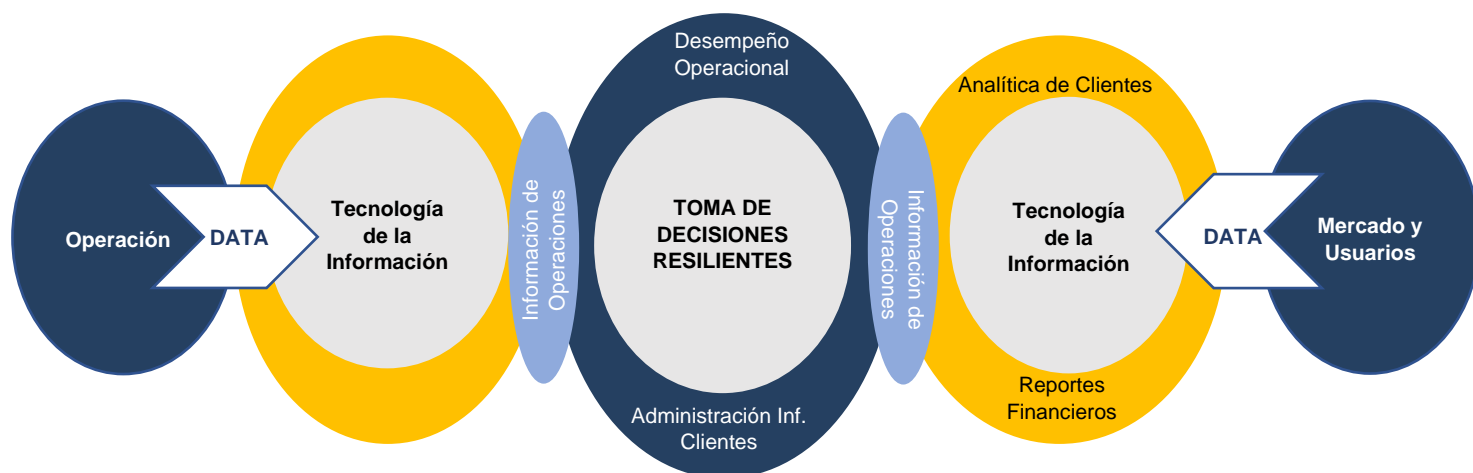 Operación
DATA
Tecnología
de la
Información
Información de
Operaciones
Desempeño
Operacional
TOMA DE
DECISIONES
RESILIENTES
Administración Inf.
Clientes
Información de
Operaciones
Analítica de Clientes
Tecnología
de la
Información
Reportes
Financieros
DATA
Mercado y
Usuarios